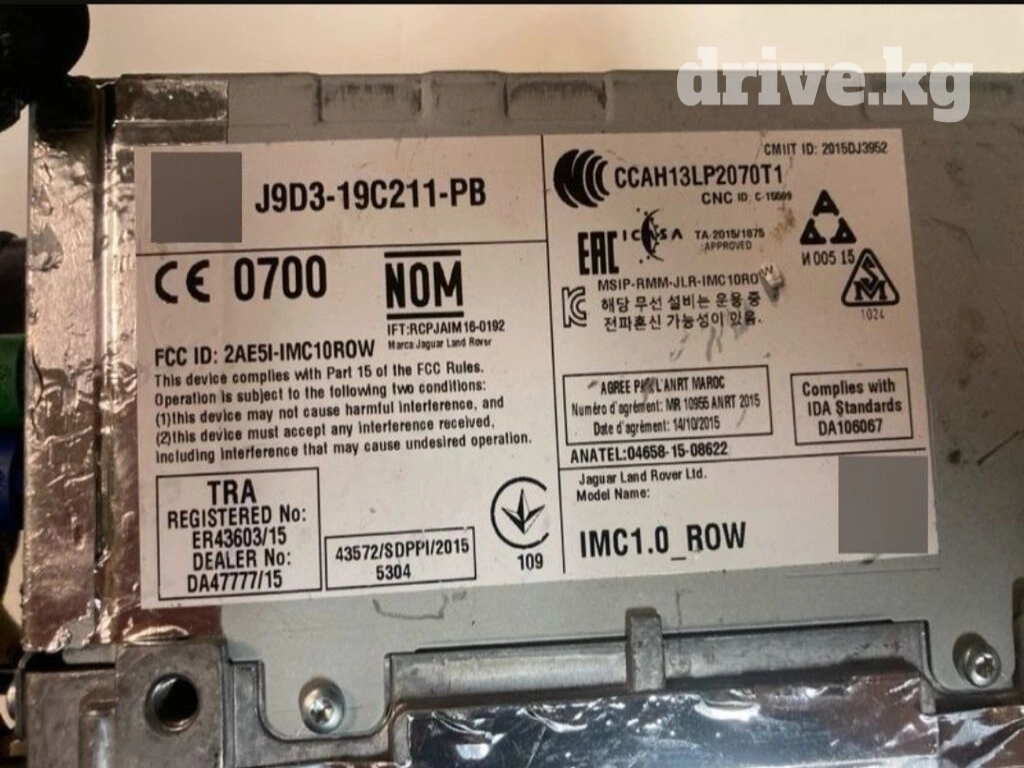 drive.kg
J9D3-19C211-PB
CE 0700
NOM
IFT:RCPJAIM16-0192
Marca Jaguar Land Rover
FCC ID: 2AE5I-IMC10ROW
This device complies with Part 15 of the FCC Rules.
Operation is subject to the following two conditions:
(1)this device may not cause harmful interference, and
(2)this device must accept any interference received,
including interference that may cause undesired operation.
TRA
REGISTERED No:
ER43603/15
DEALER No:
DA47777/15
43572/SDPPI/2015
5304
109
CMIIT ID: 2015DJ3952
CCAH13LP2070T1
CNC ID: C-15599
EAC
ICASA
TA-2015/1875
APPROVED
И 005 15
MSIP-RMM-JLR-IMC10ROW
해당 무선 설비는 운용 중
전파혼신 가능성이 있음.
1024
AGREE PAR L'ANRT MAROC
Numéro d'agrément: MR 10955 ANRT 2015
Date d'agrément: 14/10/2015
Complies with
IDA Standards
DA106067
ANATEL:04658-15-08622
Jaguar Land Rover Ltd.
Model Name:
IMC1.0_ROW